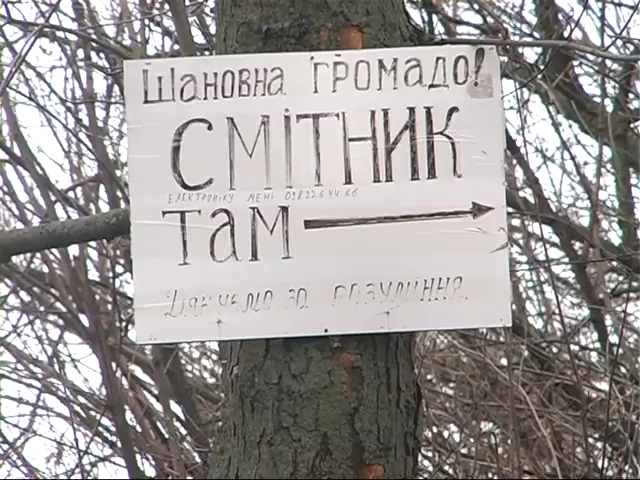 Шановна громадо!
СМІТНИК
ЕЛЕКТРОНІКУ МЕНІ 0982264466
ТАМ
Дякуємо за розуміння.